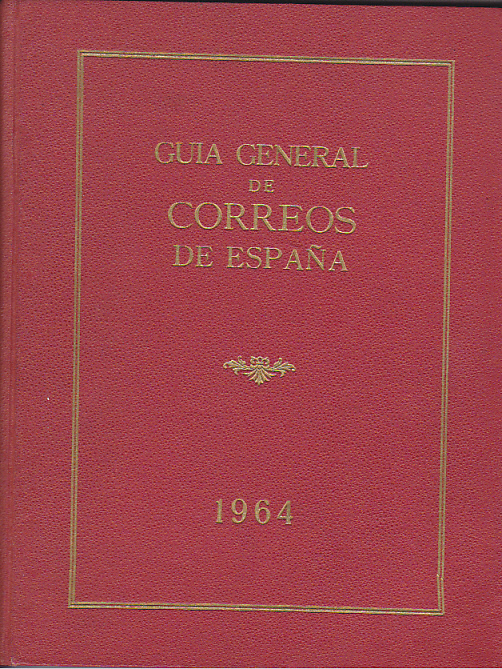 GUIA GENERAL
DE
CORREOS
DE ESPAÑA
1964